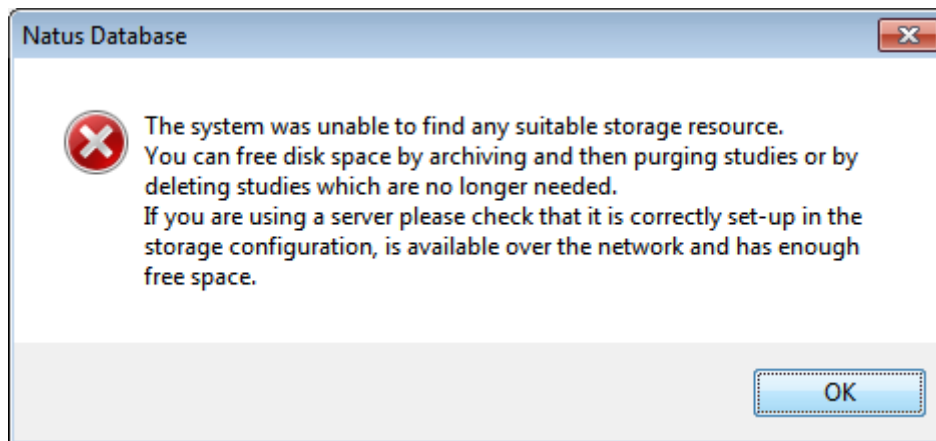 Natus Database
The system was unable to find any suitable storage resource.
You can free disk space by archiving and then purging studies or by
deleting studies which are no longer needed.
If you are using a server please check that it is correctly set-up in the
storage configuration, is available over the network and has enough
free space.
OK